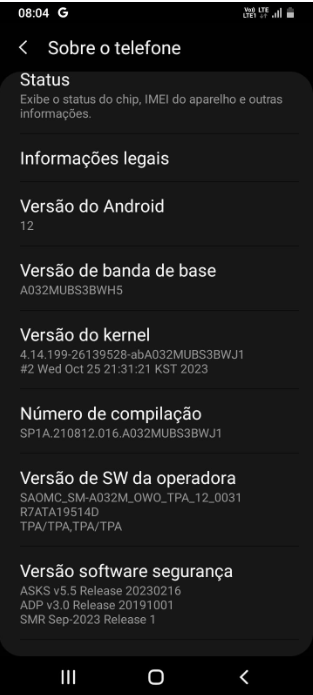 08:04 G
Vo)) LTE
LTE1
Sobre o telefone
Status
Exibe o status do chip, IMEI do aparelho e outras
informações.
Informações legais
Versão do Android
12
Versão de banda de base
A032MUBS3BWH5
Versão do kernel
4.14.199-26139528-abA032MUBS3BWJ1
#2 Wed Oct 25 21:31:21 KST 2023
Número de compilação
SP1A.210812.016.A032MUBS3BWJ1
Versão de SW da operadora
SAOMC_SM-A032M_OWO_TPA_12_0031
R7ATA19514D
TPA/TPA,TPA/TPA
Versão software segurança
ASKS v5.5 Release 20230216
ADP v3.0 Release 20191001
SMR Sep-2023 Release 1